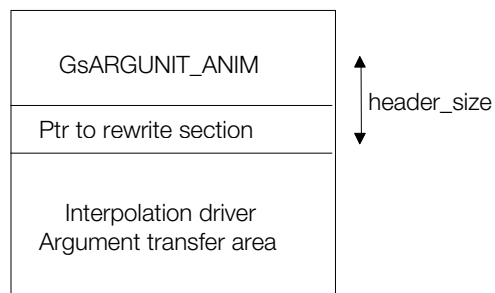 GsARGUNIT_ANIM
header_size
Ptr to rewrite section
Interpolation driver
Argument transfer area